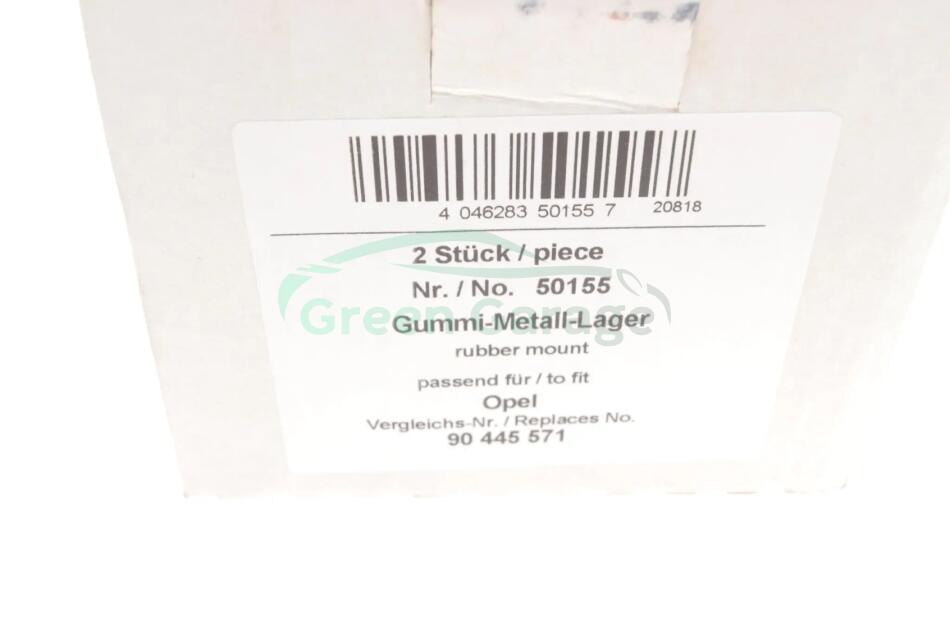 4 046283 50155 7
20818
2 Stück / piece
Nr. / No. 50155
Green Garage
Gummi-Metall-Lager
rubber mount
passend für / to fit
Opel
Vergleichs-Nr. / Replaces No.
90 445 571